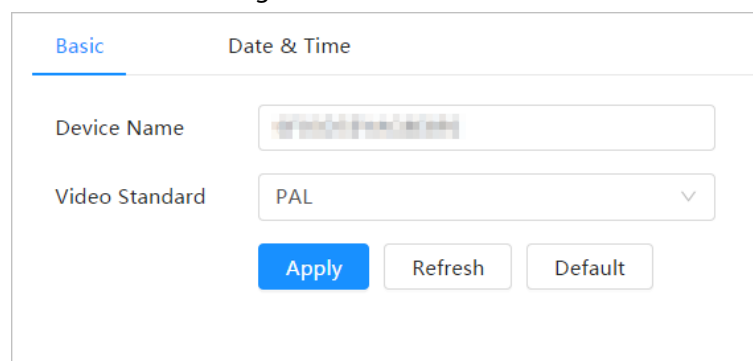 Basic Date & Time
Device Name
Video Standard PAL
Apply Refresh Default